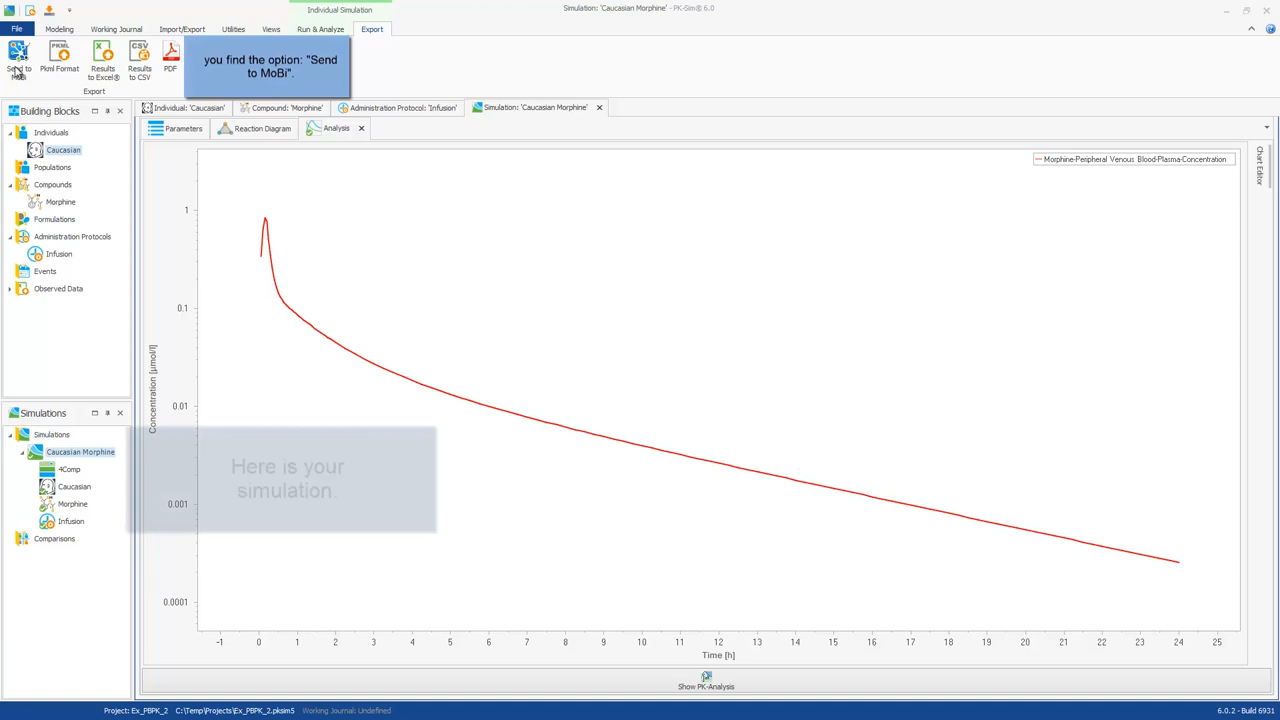 Individual Simulation
Simulation: 'Caucasian Morphine' - PK-Sim® 6.0
File
Modeling
Working Journal
Import/Export
Utilities
Views
Run & Analyze
Export
Send to
MoBi
Pkml Format
Results
to Excel®
Results
to CSV
PDF
PKML
CSV
you find the option: "Send
to MoBi".
Export
Building Blocks
Individuals
Caucasian
Populations
Compounds
Morphine
Formulations
Administration Protocols
Infusion
Events
Observed Data
Simulations
Simulations
Caucasian Morphine
4Comp
Caucasian
Morphine
Infusion
Comparisons
Individual: 'Caucasian'
Compound: 'Morphine'
Administration Protocol: 'Infusion'
Simulation: 'Caucasian Morphine'
Parameters
Reaction Diagram
Analysis
Morphine-Peripheral Venous Blood-Plasma-Concentration
Chart Editor
Concentration [µmol/l]
1
0.1
0.01
0.001
0.0001
Here is your
simulation.
-1 0 1 2 3 4 5 6 7 8 9 10 11 12 13 14 15 16 17 18 19 20 21 22 23 24 25
Time [h]
Show PK-Analysis
Project: Ex_PBPK_2
C:\Temp\Projects\Ex_PBPK_2.pksim5
Working Journal: Undefined
6.0.2 - Build 6931